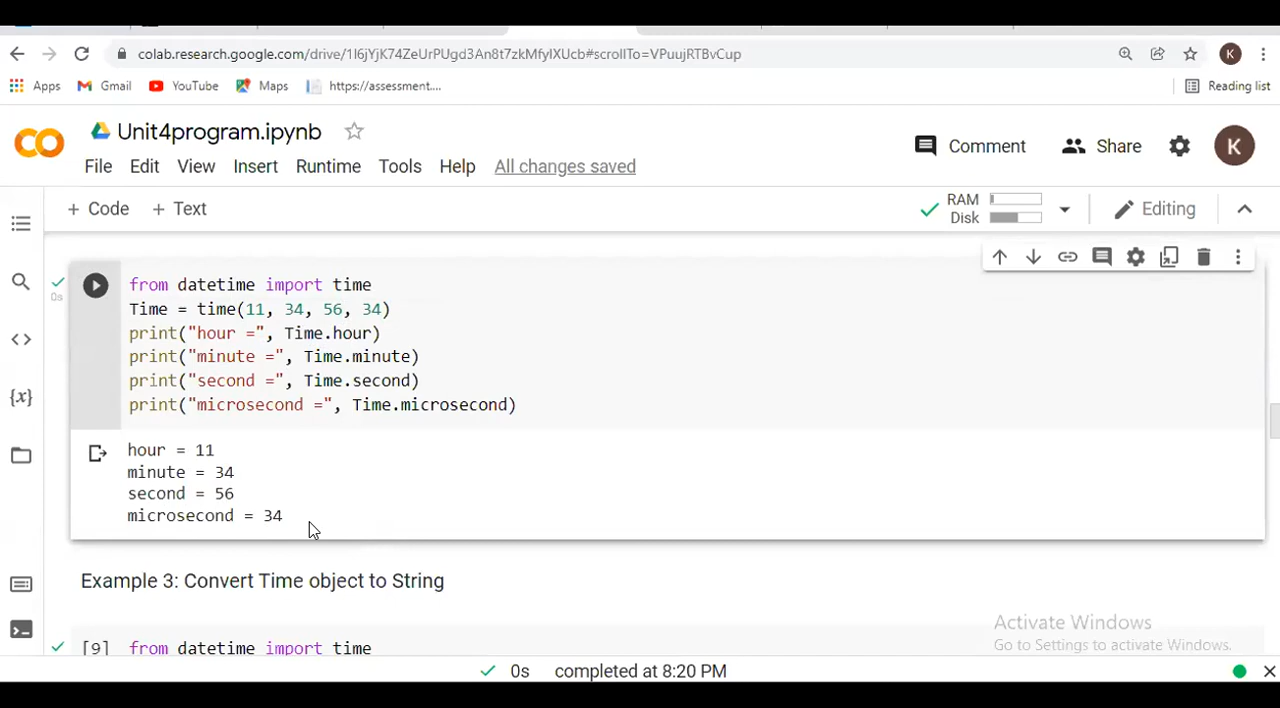 colab.research.google.com/drive/1I6jYjK74ZeUrPUgd3An8t7zkMfyIXUcb#scrollTo=VPuujRTBvCup
K
Apps Gmail YouTube Maps https://assessment.... Reading list
Unit4program.ipynb
Comment Share K
File Edit View Insert Runtime Tools Help All changes saved
+ Code + Text RAM Disk Editing
0s
from datetime import time
Time = time(11, 34, 56, 34)
print("hour =", Time.hour)
print("minute =", Time.minute)
print("second =", Time.second)
print("microsecond =", Time.microsecond)
hour = 11
minute = 34
second = 56
microsecond = 34
Example 3: Convert Time object to String
Activate Windows
Go to Settings to activate Windows.
[9] from datetime import time
0s completed at 8:20 PM